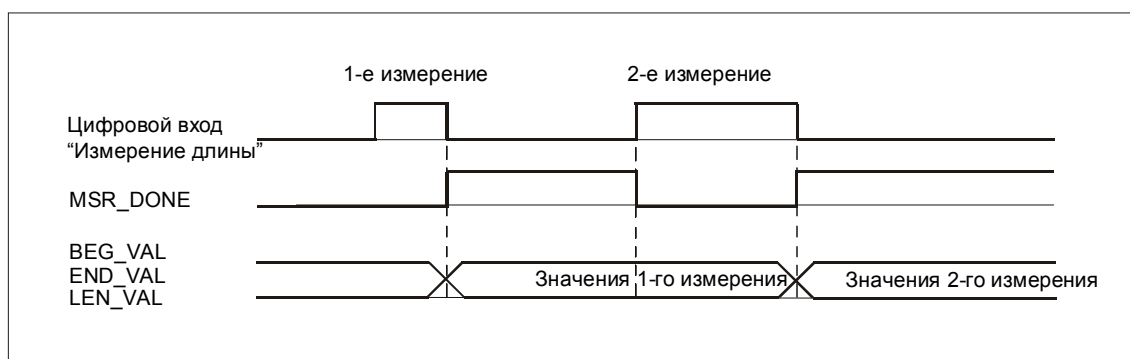 1-е измерение
2-е измерение
Цифровой вход
“Измерение длины”
MSR_DONE
BEG_VAL
END_VAL
LEN_VAL
Значения 1-го измерения
Значения 2-го измерения